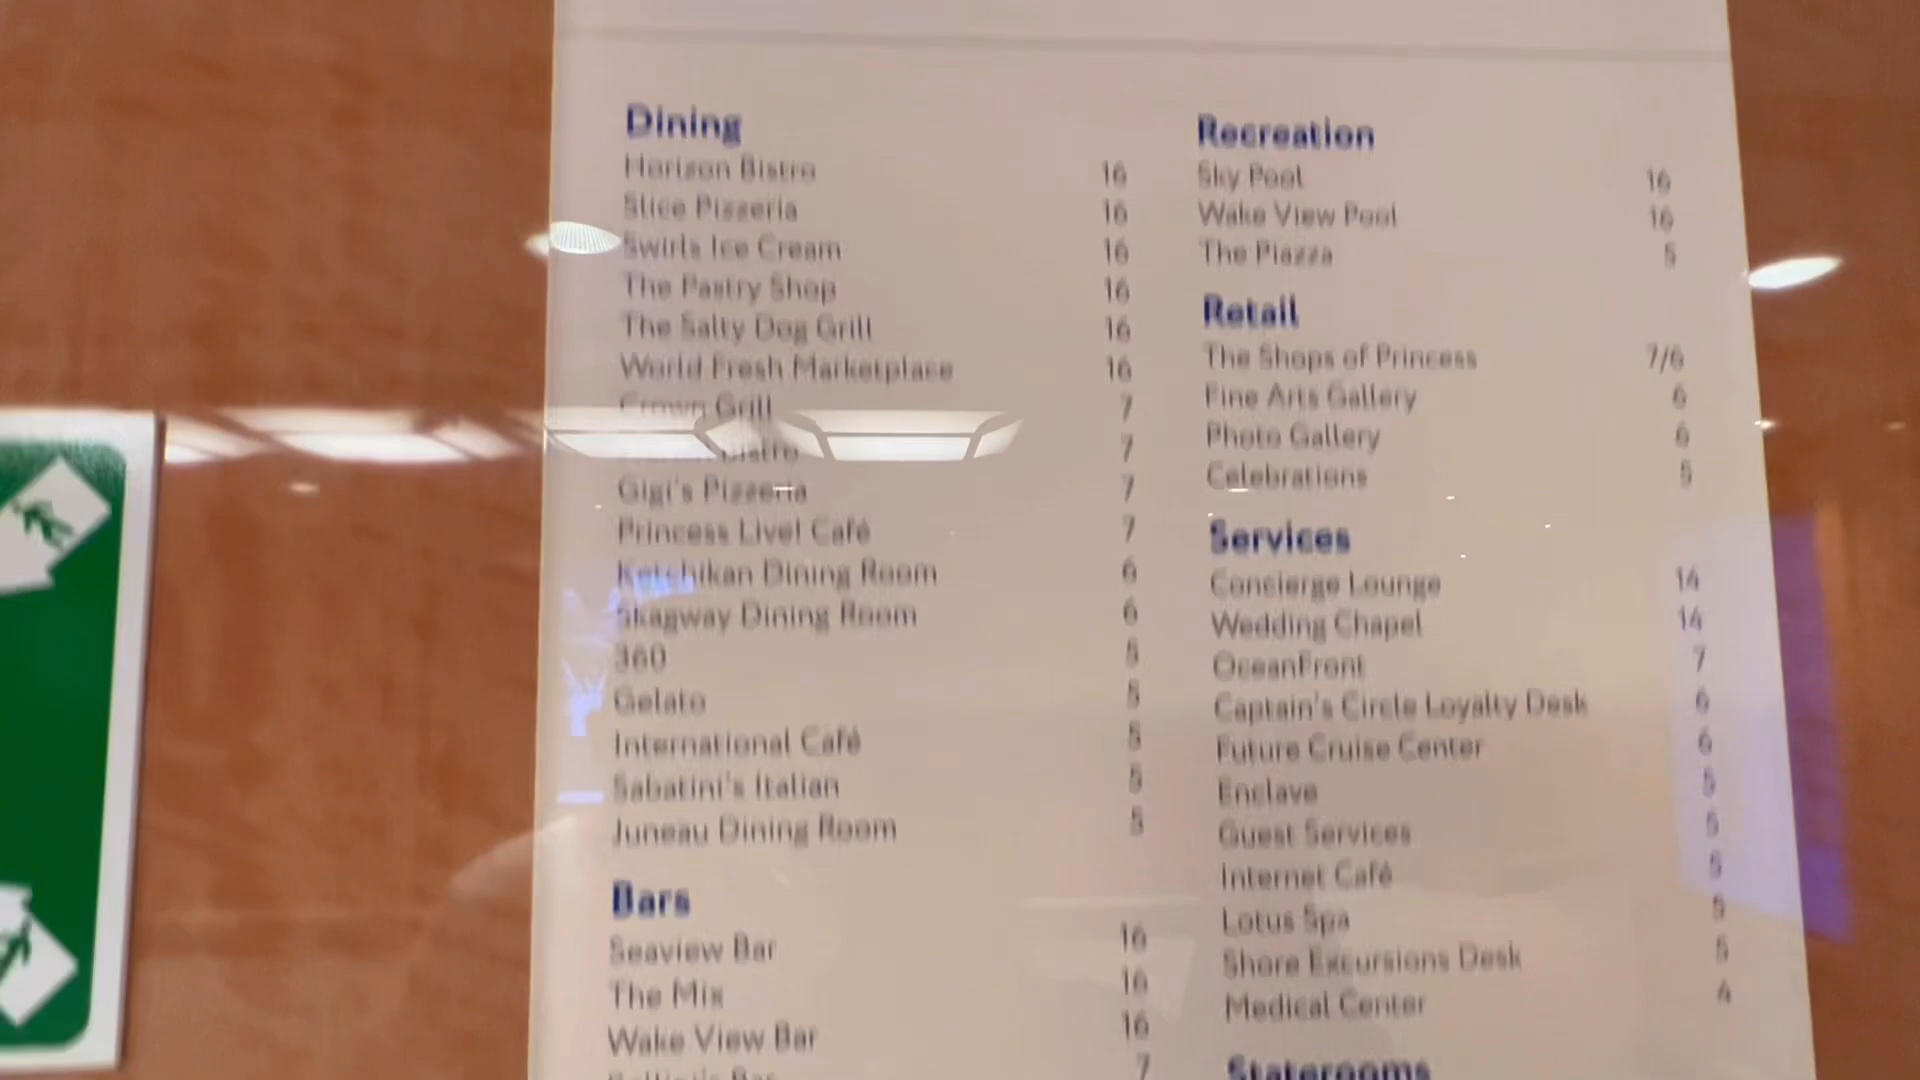 Dining
Horizon Bistro 16
Slice Pizzeria 16
Swirls Ice Cream 16
The Pastry Shop 16
The Salty Dog Grill 16
World Fresh Marketplace 16
Crown Grill 7
Bistro 7
Gigi's Pizzeria 7
Princess Live! Café 7
Ketchikan Dining Room 6
Skagway Dining Room 6
360 5
Gelato 5
International Café 5
Sabatini's Italian 5
Juneau Dining Room 5
Bars
Seaview Bar 16
The Mix 16
Wake View Bar 16
Bar 7
Recreation
Sky Pool 16
Wake View Pool 16
The Piazza 5
Retail
The Shops of Princess 7/6
Fine Arts Gallery 6
Photo Gallery 6
Celebrations 5
Services
Concierge Lounge 14
Wedding Chapel 14
OceanFront 7
Captain's Circle Loyalty Desk 6
Future Cruise Center 6
Enclave 5
Guest Services 5
Internet Café 5
Lotus Spa 5
Shore Excursions Desk 5
Medical Center 4
Staterooms